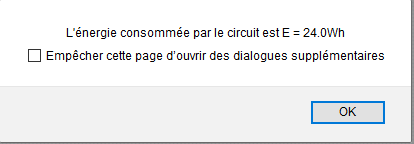 L'énergie consommée par le circuit est E = 24.0Wh
Empêcher cette page d'ouvrir des dialogues supplémentaires
OK